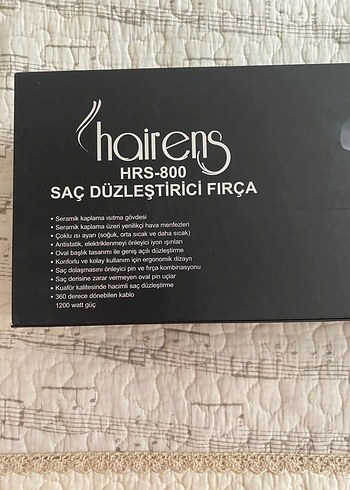 hairens
HRS-800
SAÇ DÜZLEŞTİRİCİ FIRÇA
• Seramik kaplama ısıtma gövdesi
• Seramik kaplama üzeri yenilikçi hava menfezleri
• Çoklu ısı ayarı (soğuk, orta sıcak ve daha sıcak)
• Antistatik, elektriklenmeyi önleyici iyon ışınları
• Oval başlık tasarımı ile geniş açılı düzleştirme
• Konforlu ve kolay kullanım için ergonomik dizayn
• Saç dolaşmasını önleyici pin ve fırça kombinasyonu
• Saç derisine zarar vermeyen oval pin uçlar
• Kuaför kalitesinde hacimli saç düzleştirme
• 360 derece dönebilen kablo
1200 watt güç